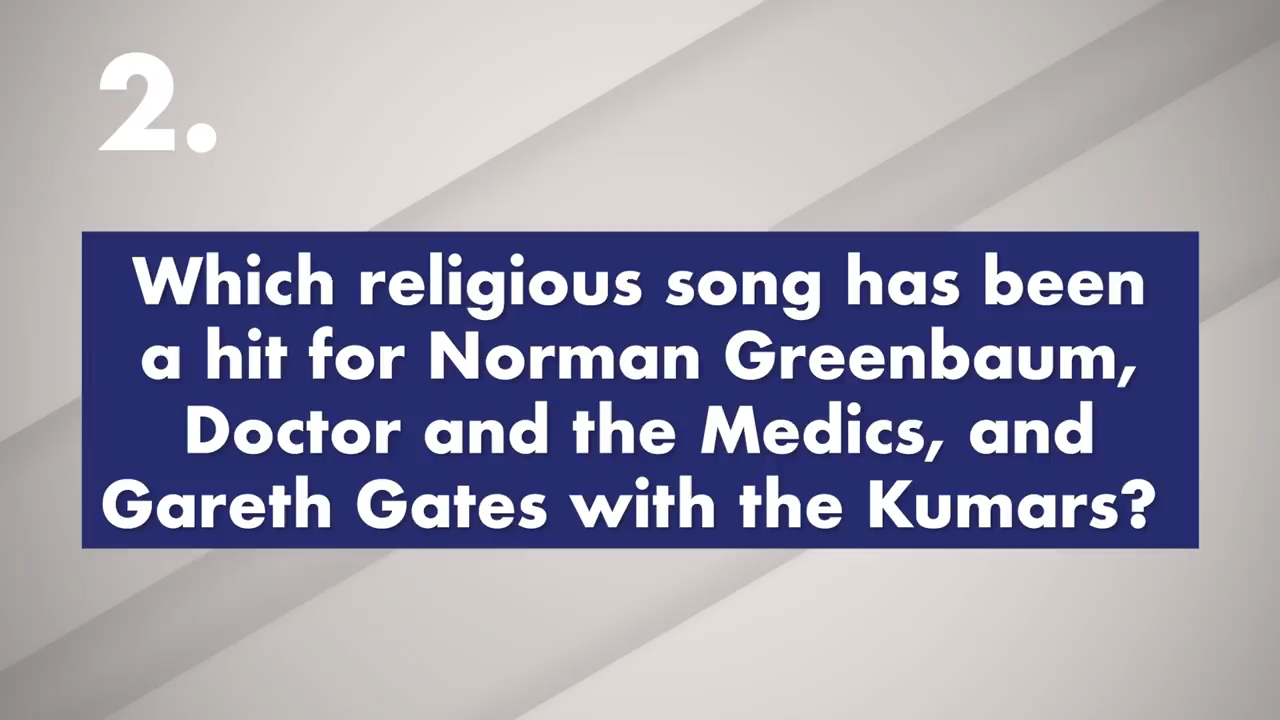 2.
Which religious song has been
a hit for Norman Greenbaum,
Doctor and the Medics, and
Gareth Gates with the Kumars?